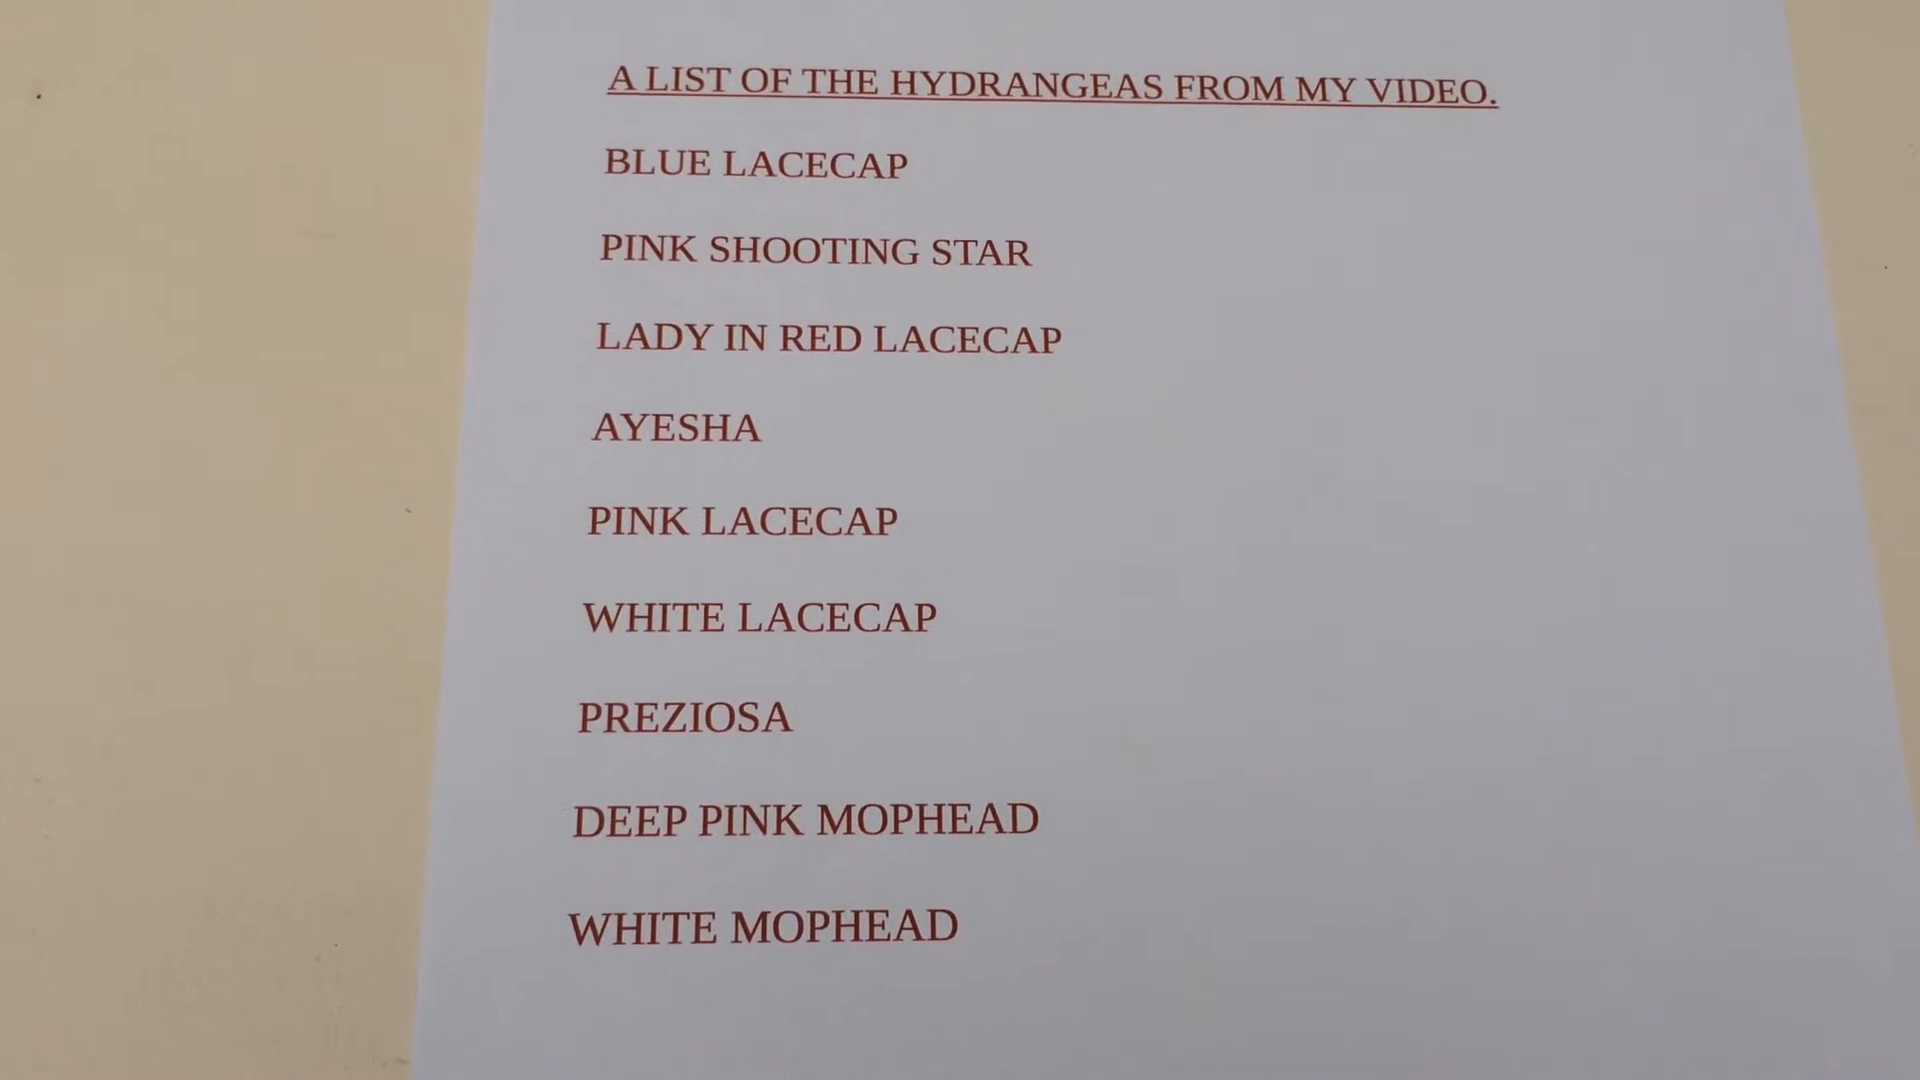 A LIST OF THE HYDRANGEAS FROM MY VIDEO.
BLUE LACECAP
PINK SHOOTING STAR
LADY IN RED LACECAP
AYESHA
PINK LACECAP
WHITE LACECAP
PREZIOSA
DEEP PINK MOPHEAD
WHITE MOPHEAD